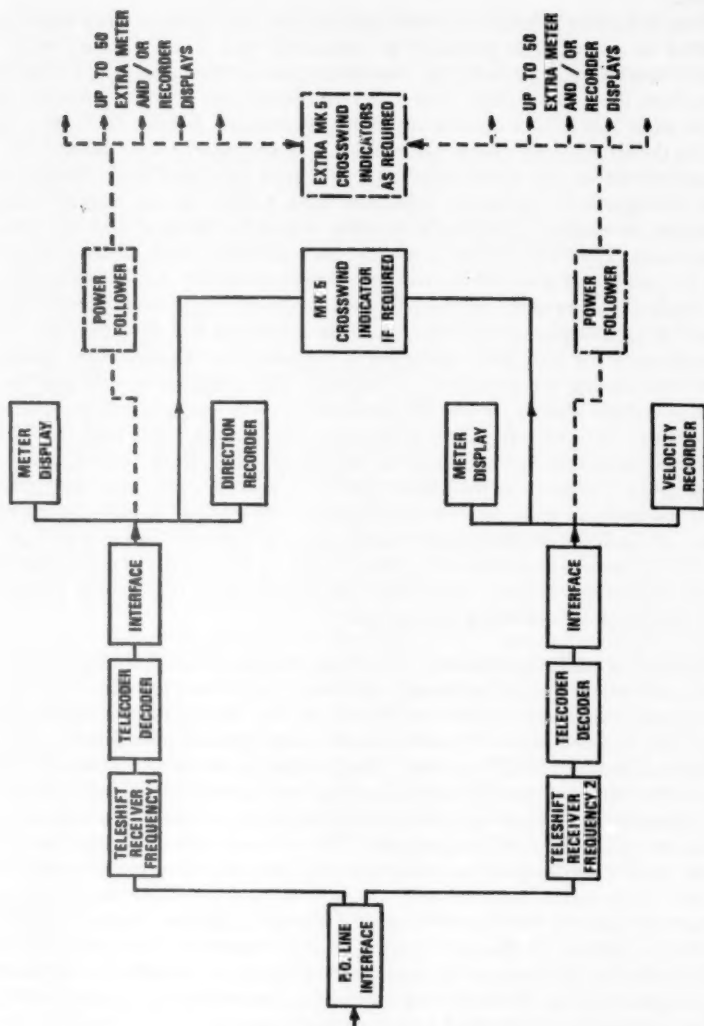 P.O. LINE
INTERFACE
TELESHIFT
RECEIVER
FREQUENCY 1
TELECODER
DECODER
INTERFACE
METER
DISPLAY
DIRECTION
RECORDER
POWER
FOLLOWER
UP TO 50
EXTRA METER
AND / OR
RECORDER
DISPLAYS
MK 5
CROSSWIND
INDICATOR
IF REQUIRED
EXTRA MK 5
CROSSWIND
INDICATORS
AS REQUIRED
TELESHIFT
RECEIVER
FREQUENCY 2
TELECODER
DECODER
INTERFACE
METER
DISPLAY
VELOCITY
RECORDER
POWER
FOLLOWER
UP TO 50
EXTRA METER
AND / OR
RECORDER
DISPLAYS